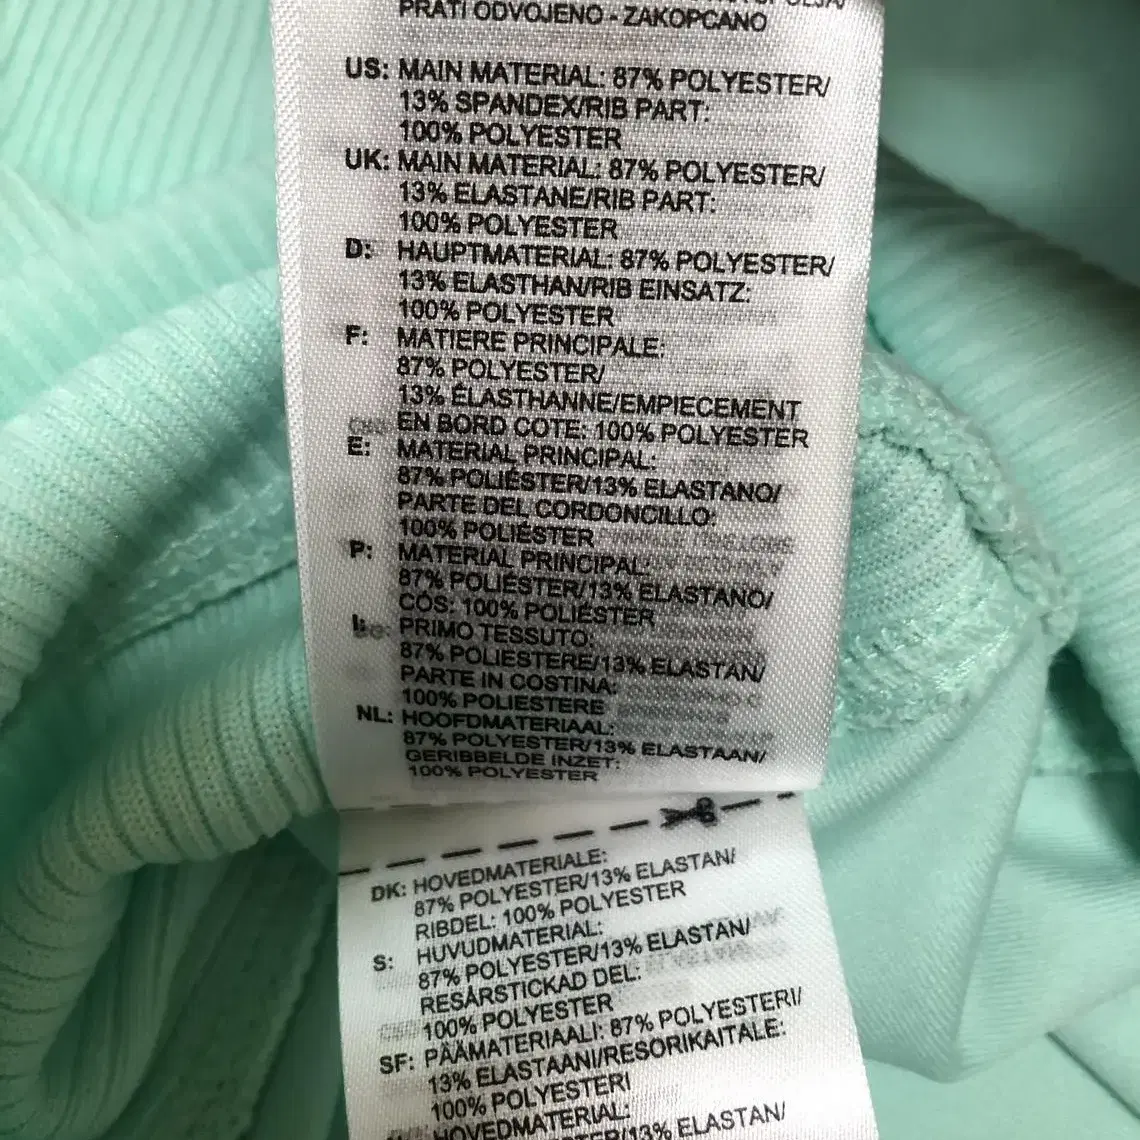 PRATI ODVOJENO - ZAKOPCANO
US: MAIN MATERIAL: 87% POLYESTER/
13% SPANDEX/RIB PART:
100% POLYESTER
UK: MAIN MATERIAL: 87% POLYESTER/
13% ELASTANE/RIB PART:
100% POLYESTER
D: HAUPTMATERIAL: 87% POLYESTER/
13% ELASTHAN/RIB EINSATZ:
100% POLYESTER
F: MATIERE PRINCIPALE:
87% POLYESTER/
13% ÉLASTHANNE/EMPIECEMENT
EN BORD COTE: 100% POLYESTER
E: MATERIAL PRINCIPAL:
87% POLIÉSTER/13% ELASTANO/
PARTE DEL CORDONCILLO:
100% POLIÉSTER
P: MATERIAL PRINCIPAL:
87% POLIÉSTER/13% ELASTANO/
CÓS: 100% POLIÉSTER
I: PRIMO TESSUTO:
87% POLIESTERE/13% ELASTAN/
PARTE IN COSTINA:
100% POLIESTERE
NL: HOOFDMATERIAAL:
87% POLYESTER/13% ELASTAAN/
GERIBBELDE INZET:
100% POLYESTER
DK: HOVEDMATERIALE:
87% POLYESTER/13% ELASTAN/
RIBDEL: 100% POLYESTER
S: HUVUDMATERIAL:
87% POLYESTER/13% ELASTAN/
RESÅRSTICKAD DEL:
100% POLYESTER
SF: PÄÄMATERIAALI: 87% POLYESTERI/
13% ELASTAANI/RESORIKAITALE:
100% POLYESTERI
HOVEDMATERIAL:
13% ELASTAN/